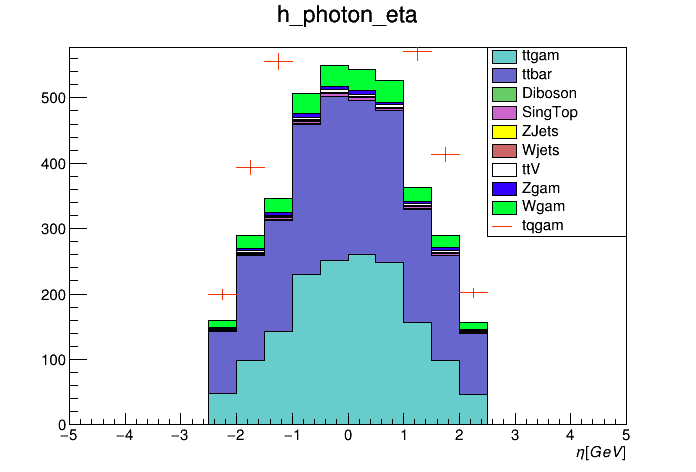 h_photon_eta
ttgam
ttbar
Diboson
SingTop
ZJets
Wjets
ttV
Zgam
Wgam
tqgam
500
400
300
200
100
0
−5 −4 −3 −2 −1 0 1 2 3 4 5
η[GeV]